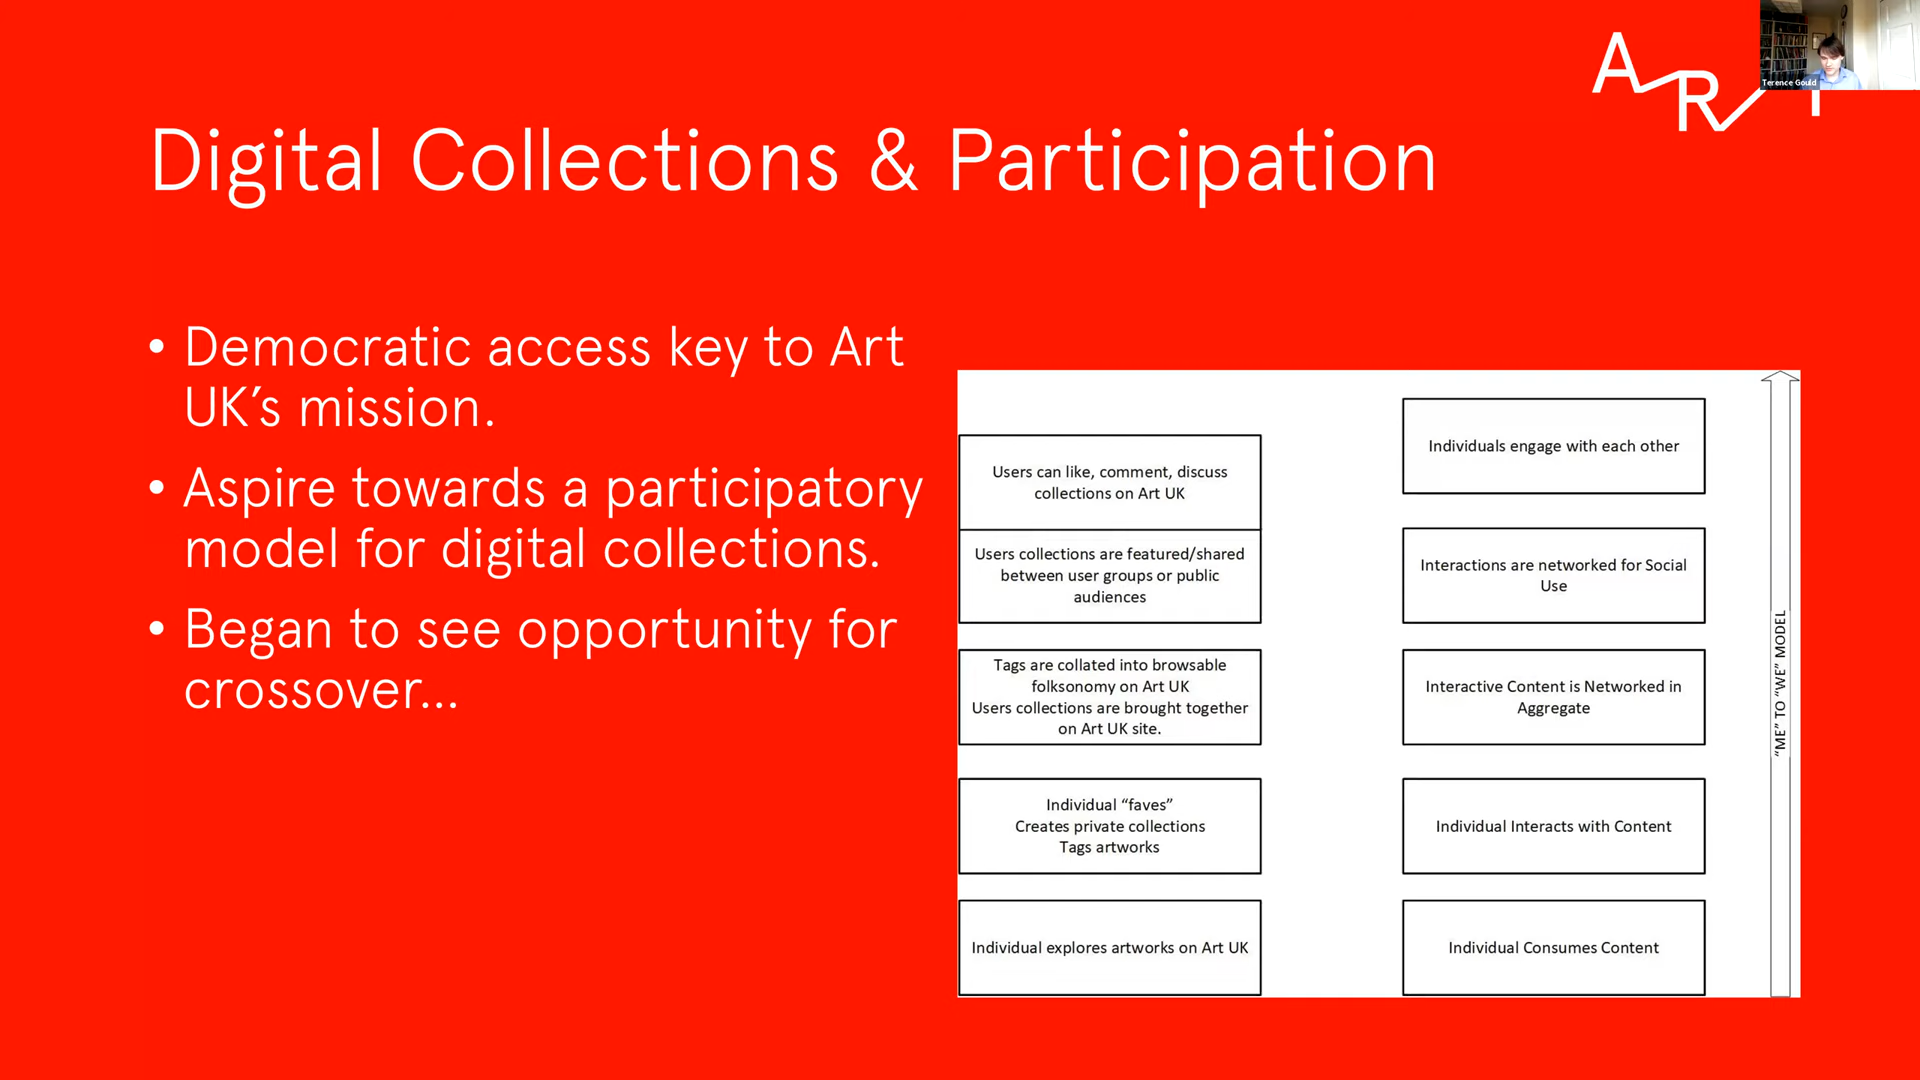 A R T
Terence Gould
Digital Collections & Participation
• Democratic access key to Art
UK’s mission.
• Aspire towards a participatory
model for digital collections.
• Began to see opportunity for
crossover...
Users can like, comment, discuss
collections on Art UK
Users collections are featured/shared
between user groups or public
audiences
Tags are collated into browsable
folksonomy on Art UK
Users collections are brought together
on Art UK site.
Individual “faves”
Creates private collections
Tags artworks
Individual explores artworks on Art UK
Individuals engage with each other
Interactions are networked for Social
Use
Interactive Content is Networked in
Aggregate
Individual Interacts with Content
Individual Consumes Content
“ME” TO “WE” MODEL